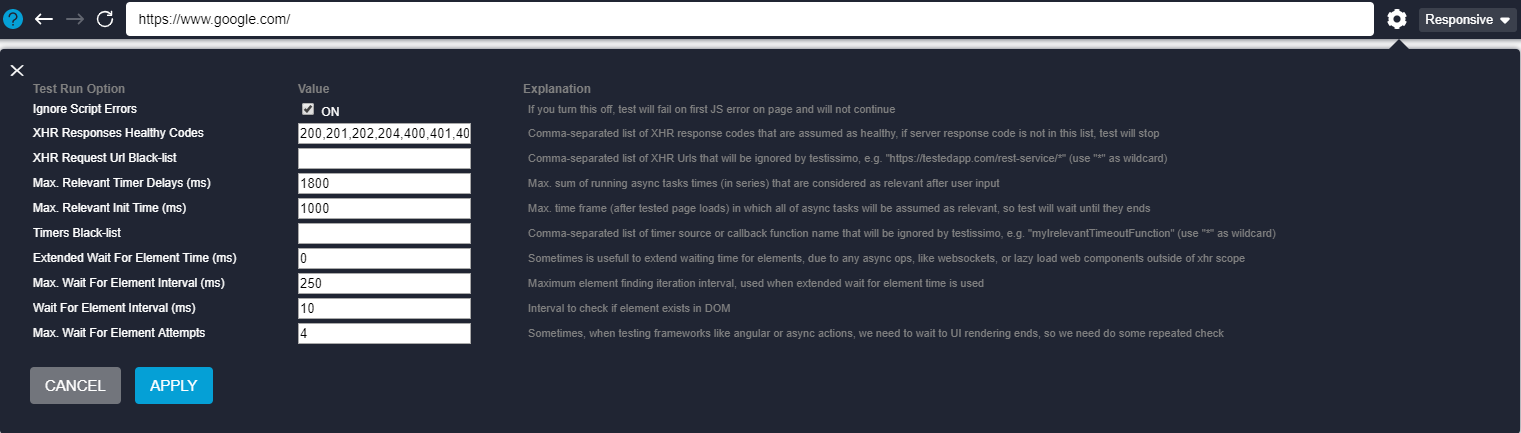 ?
https://www.google.com/
Responsive
Test Run Option Value Explanation
Ignore Script Errors ON If you turn this off, test will fail on first JS error on page and will not continue
XHR Responses Healthy Codes 200,201,202,204,400,401,40 Comma-separated list of XHR response codes that are assumed as healthy, if server response code is not in this list, test will stop
XHR Request Url Black-list Comma-separated list of XHR Urls that will be ignored by testissimo, e.g. "https://testedapp.com/rest-service/*" (use "*" as wildcard)
Max. Relevant Timer Delays (ms) 1800 Max. sum of running async tasks times (in series) that are considered as relevant after user input
Max. Relevant Init Time (ms) 1000 Max. time frame (after tested page loads) in which all of async tasks will be assumed as relevant, so test will wait until they ends
Timers Black-list Comma-separated list of timer source or callback function name that will be ignored by testissimo, e.g. "myIrelevantTimeoutFunction" (use "*" as wildcard)
Extended Wait For Element Time (ms) 0 Sometimes is usefull to extend waiting time for elements, due to any async ops, like websockets, or lazy load web components outside of xhr scope
Max. Wait For Element Interval (ms) 250 Maximum element finding iteration interval, used when extended wait for element time is used
Wait For Element Interval (ms) 10 Interval to check if element exists in DOM
Max. Wait For Element Attempts 4 Sometimes, when testing frameworks like angular or async actions, we need to wait to UI rendering ends, so we need do some repeated check
CANCEL APPLY